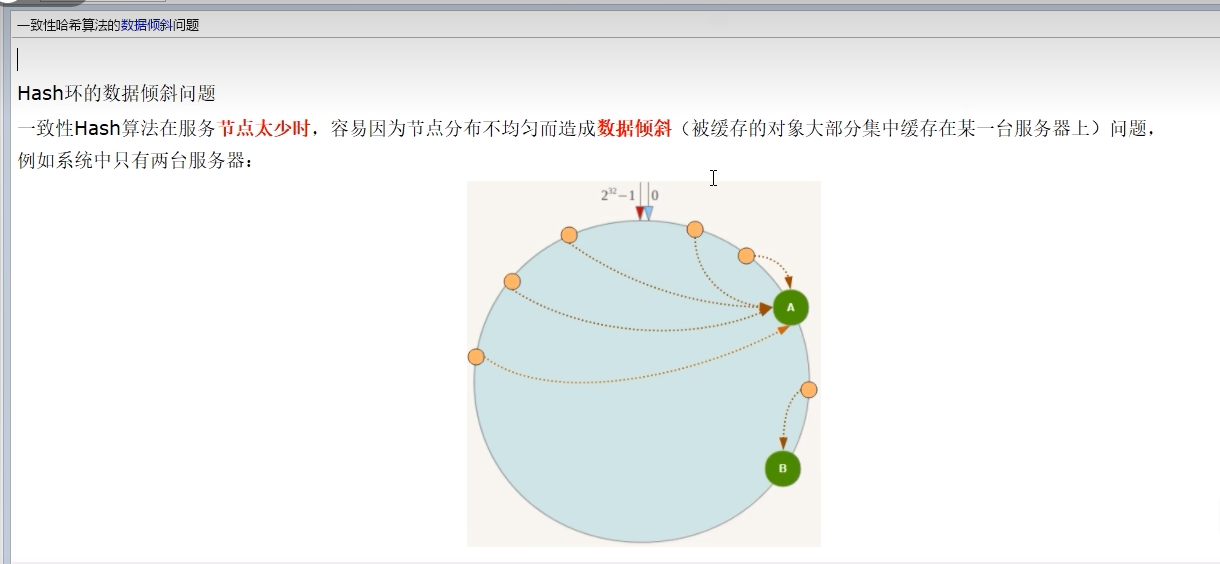 一致性哈希算法的数据倾斜问题
Hash环的数据倾斜问题
一致性Hash算法在服务节点太少时，容易因为节点分布不均匀而造成数据倾斜（被缓存的对象大部分集中缓存在某一台服务器上）问题，
例如系统中只有两台服务器：
2³²−1 0
A
B